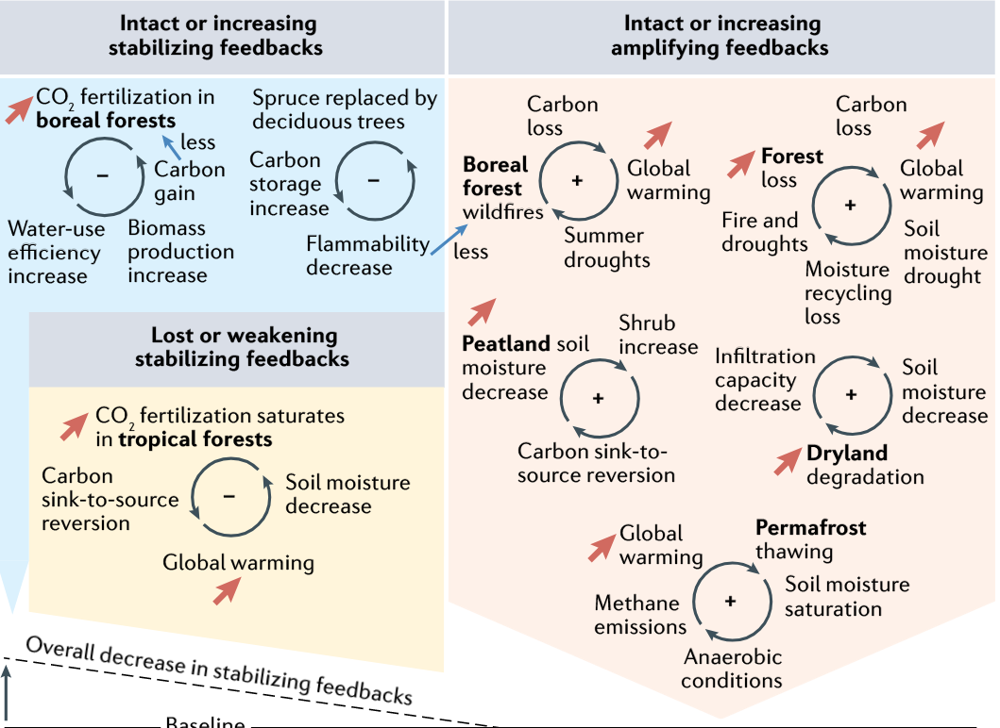 Intact or increasing
stabilizing feedbacks
CO2 fertilization in
boreal forests
less
Carbon
gain
Biomass
production
increase
Water-use
efficiency
increase
Spruce replaced by
deciduous trees
Carbon
storage
increase
Flammability
decrease
less
–
–
Lost or weakening
stabilizing feedbacks
CO2 fertilization saturates
in tropical forests
Carbon
sink-to-source
reversion
–
Soil moisture
decrease
Global warming
Overall decrease in stabilizing feedbacks
Baseline
Intact or increasing
amplifying feedbacks
Carbon
loss
Boreal
forest
wildfires
+
Global
warming
Summer
droughts
Carbon
loss
Forest
loss
+
Global
warming
Fire and
droughts
Soil
moisture
drought
Moisture
recycling
loss
Peatland soil
moisture
decrease
Shrub
increase
+
Carbon sink-to-
source reversion
Infiltration
capacity
decrease
+
Soil
moisture
decrease
Dryland
degradation
Global
warming
Permafrost
thawing
+
Soil moisture
saturation
Methane
emissions
Anaerobic
conditions